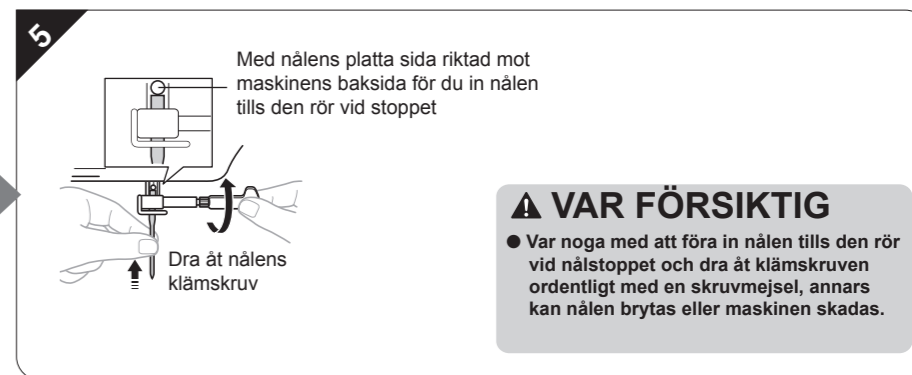 5
Med nålens platta sida riktad mot
maskinens baksida för du in nålen
tills den rör vid stoppet
Dra åt nålens
klämskruv
VAR FÖRSIKTIG
● Var noga med att föra in nålen tills den rör
vid nålstoppet och dra åt klämskruven
ordentligt med en skruvmejsel, annars
kan nålen brytas eller maskinen skadas.